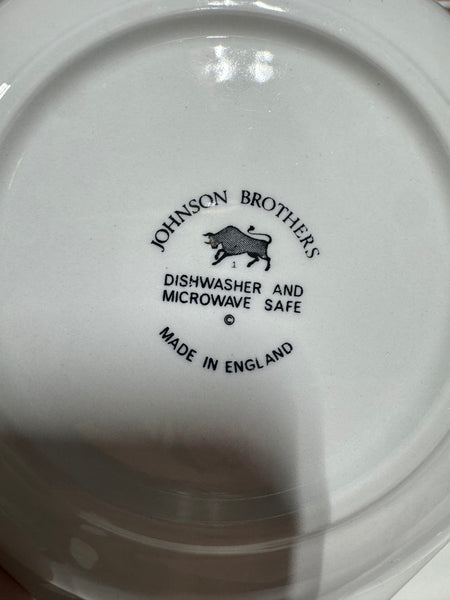 JOHNSON BROTHERS
1
DISHWASHER AND
MICROWAVE SAFE
©
MADE IN ENGLAND